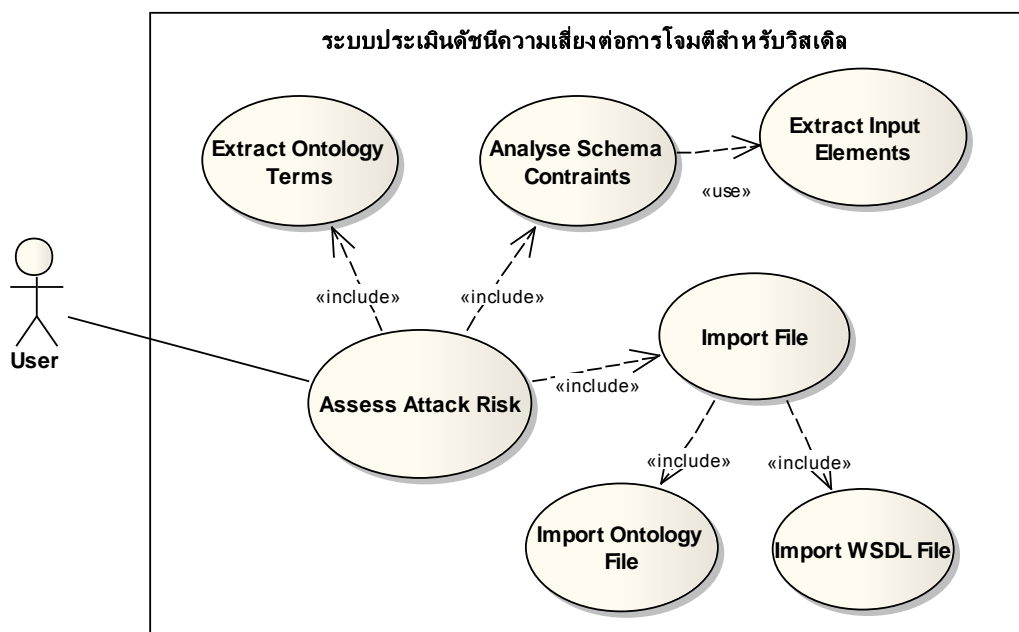 ระบบประเมินดัชนีความเสี่ยงต่อการโจมตีสำหรับวิสเดิล
Extract Ontology
Terms
Analyse Schema
Contraints
Extract Input
Elements
«use»
«include»
«include»
User
Assess Attack Risk
Import File
«include»
«include»
«include»
Import Ontology
File
Import WSDL File